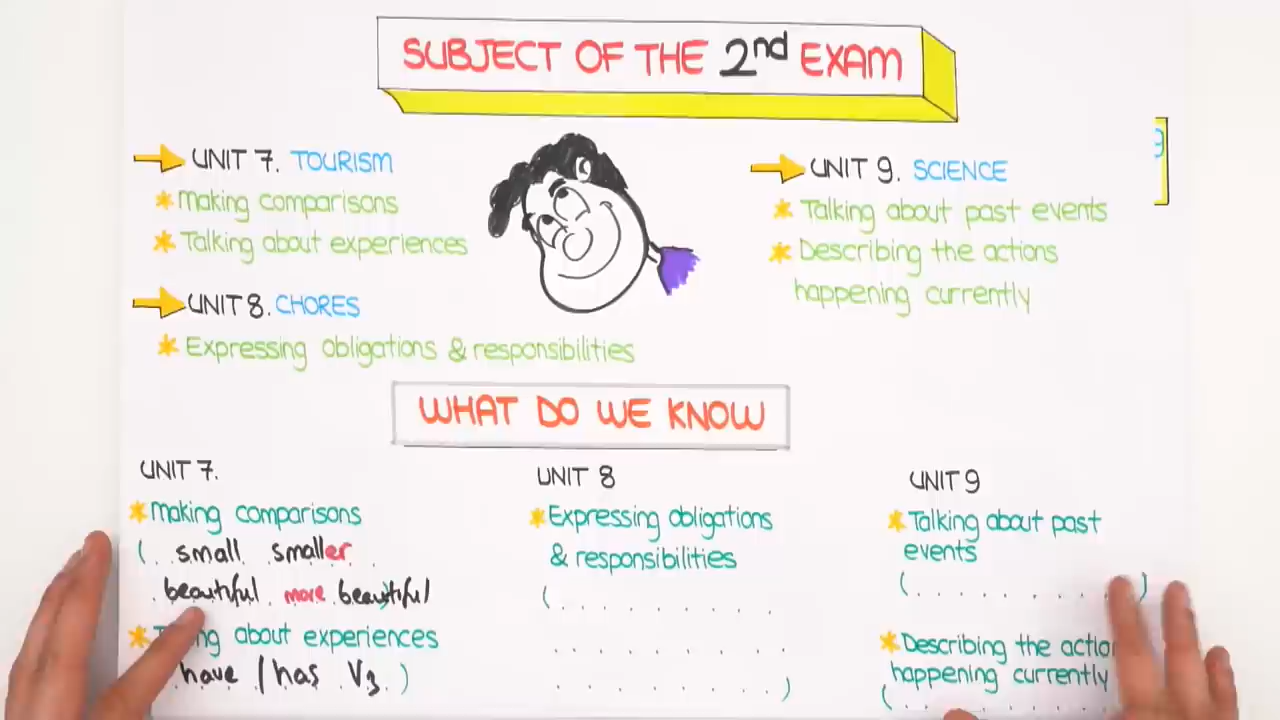 SUBJECT OF THE 2nd EXAM
UNIT 7. TOURISM
* Making comparisons
* Talking about experiences
UNIT 8. CHORES
* Expressing obligations & responsibilities
UNIT 9. SCIENCE
* Talking about past events
* Describing the actions
happening currently
WHAT DO WE KNOW
UNIT 7.
* Making comparisons
( small smaller
beautiful more beautiful
* about experiences
have / has V3 )
UNIT 8
* Expressing obligations
& responsibilities
( . . . . . . . . .
. . . . . . . . .
. . . . . . . . . )
UNIT 9
* Talking about past
events
( . . . . . . . . . )
* Describing the
happening currently
( . . . . . . . . .